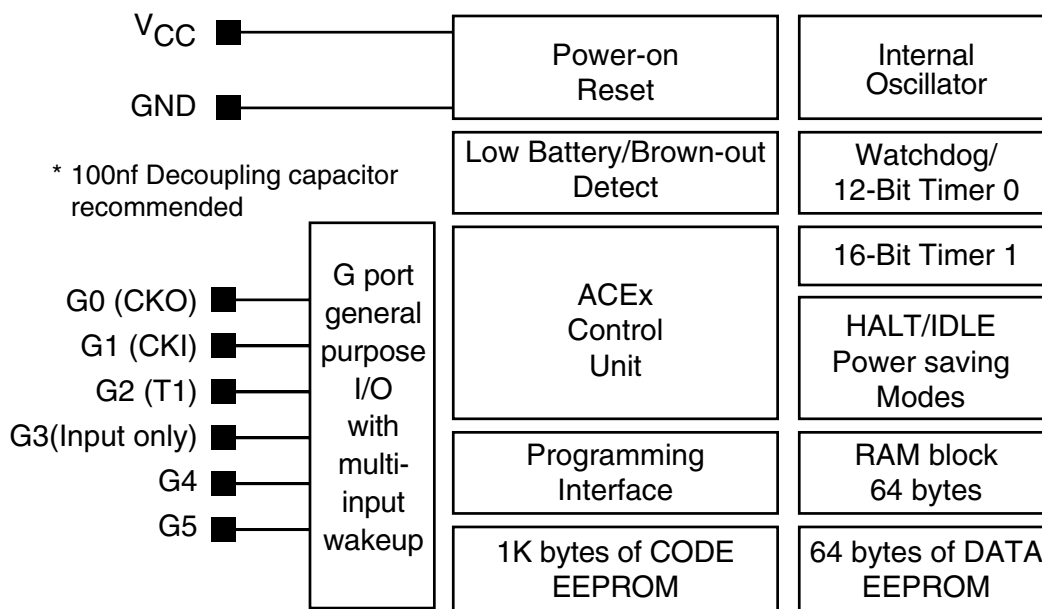 VCC
GND
* 100nf Decoupling capacitor
recommended
G0 (CKO)
G1 (CKI)
G2 (T1)
G3(Input only)
G4
G5
G port
general
purpose
I/O
with
multi-
input
wakeup
Power-on
Reset
Internal
Oscillator
Low Battery/Brown-out
Detect
Watchdog/
12-Bit Timer 0
ACEx
Control
Unit
16-Bit Timer 1
HALT/IDLE
Power saving
Modes
Programming
Interface
RAM block
64 bytes
1K bytes of CODE
EEPROM
64 bytes of DATA
EEPROM